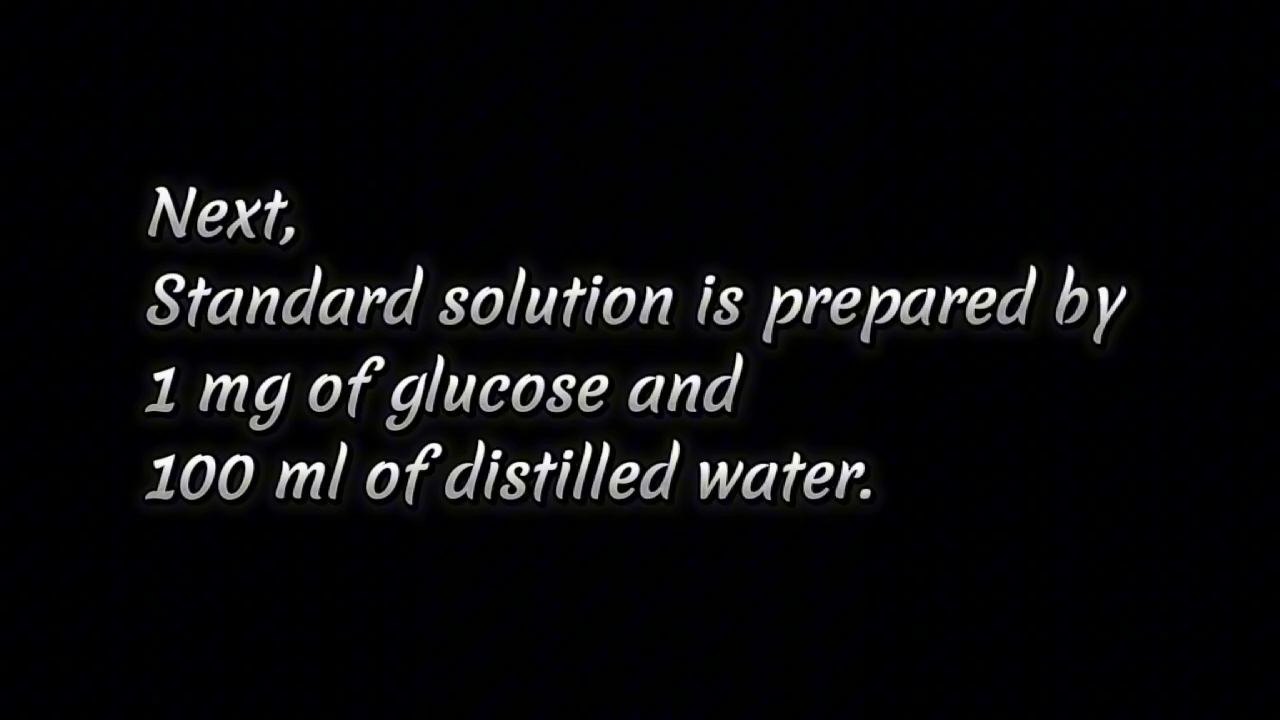 Next,
Standard solution is prepared by
1 mg of glucose and
100 ml of distilled water.